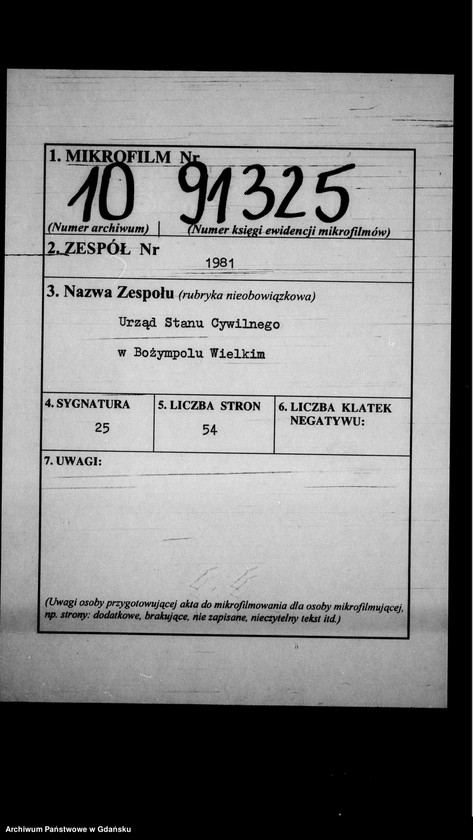 1. MIKROFILM Nr
10 91325
(Numer archiwum) (Numer księgi ewidencji mikrofilmów)
2. ZESPÓŁ Nr
1981
3. Nazwa Zespołu (rubryka nieobowiązkowa)
Urząd Stanu Cywilnego
w Bożympolu Wielkim
4. SYGNATURA 5. LICZBA STRON 6. LICZBA KLATEK
NEGATYWU:
25 54
7. UWAGI:
(Uwagi osoby przygotowującej akta do mikrofilmowania dla osoby mikrofilmującej,
np. strony: dodatkowe, brakujące, nie zapisane, nieczytelny tekst itd.)
Archiwum Państwowe w Gdańsku